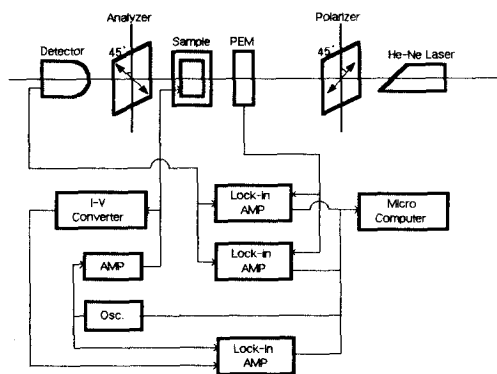 Analyzer
Polarizer
Detector
Sample
PEM
He-Ne Laser
45°
45°
I-V
Converter
Lock-in
AMP
Micro
Computer
AMP
Lock-in
AMP
Osc.
Lock-in
AMP